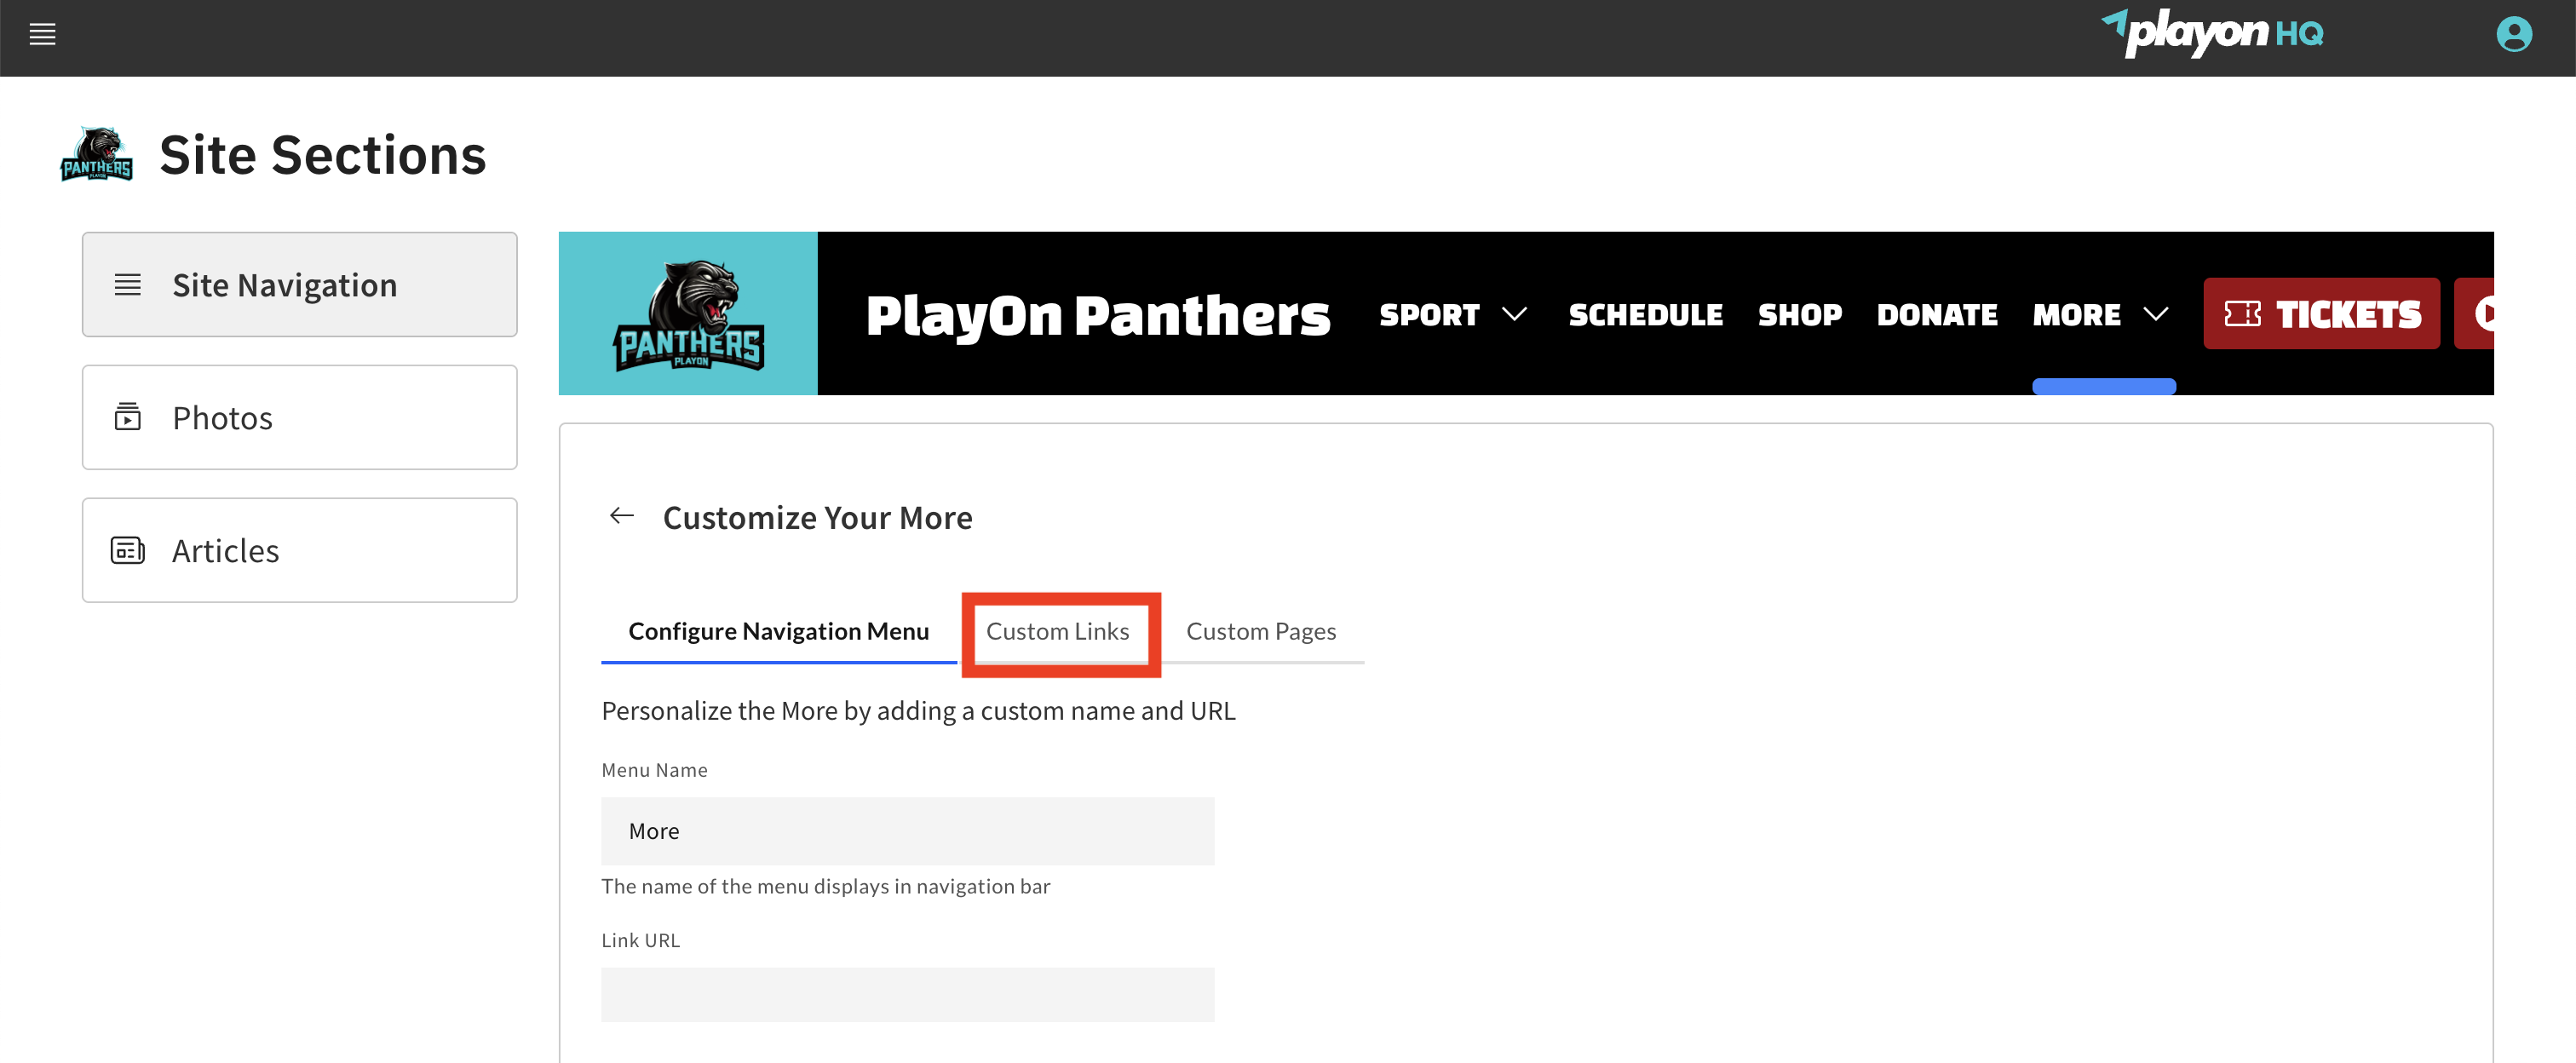 playon HQ
PANTHERS
PLAYON
Site Sections
Site Navigation
Photos
Articles
PANTHERS
PLAYON
PlayOn Panthers
SPORT
SCHEDULE
SHOP
DONATE
MORE
TICKETS
Customize Your More
Configure Navigation Menu
Custom Links
Custom Pages
Personalize the More by adding a custom name and URL
Menu Name
More
The name of the menu displays in navigation bar
Link URL